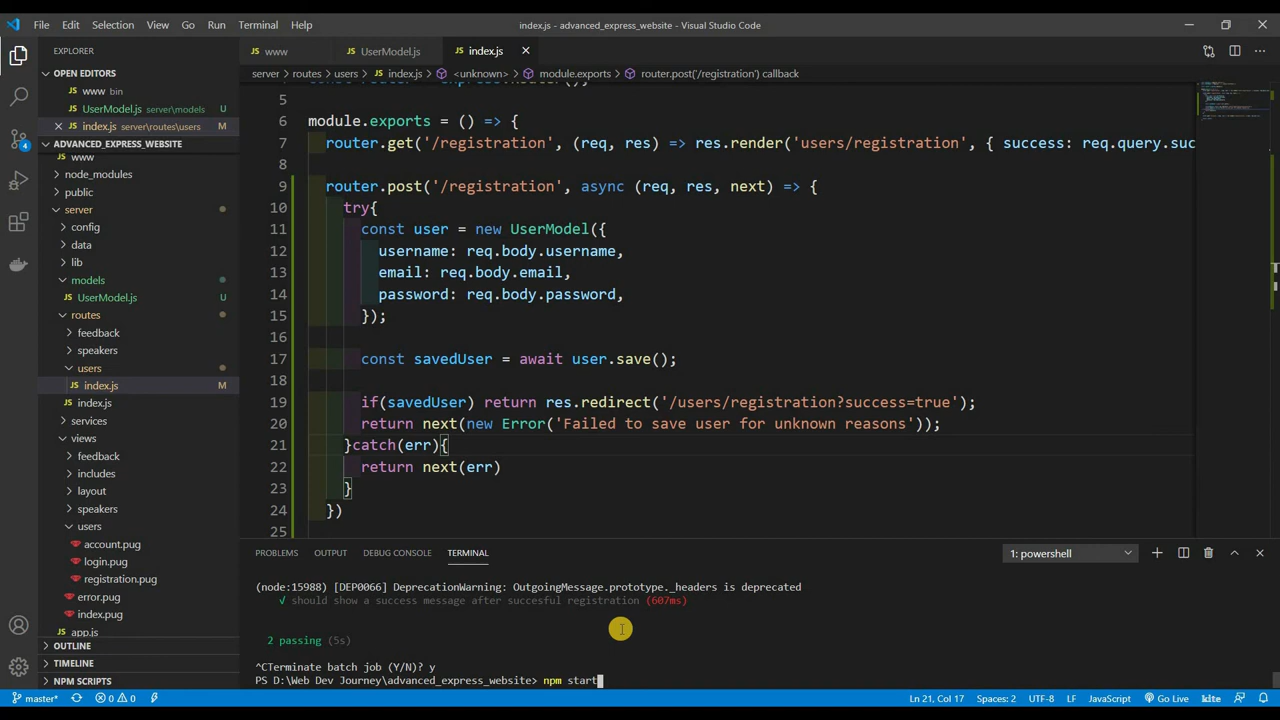 File Edit Selection View Go Run Terminal Help
index.js - advanced_express_website - Visual Studio Code
EXPLORER
OPEN EDITORS
www bin
UserModel.js server\models U
index.js server\routes\users M
ADVANCED_EXPRESS_WEBSITE
www
node_modules
public
server
config
data
lib
models
UserModel.js U
routes
feedback
speakers
users
index.js M
index.js
services
views
feedback
includes
layout
speakers
users
account.pug
login.pug
registration.pug
error.pug
index.pug
app.js
OUTLINE
TIMELINE
NPM SCRIPTS
4
www UserModel.js index.js
server > routes > users > index.js > <unknown> > module.exports > router.post('/registration') callback
5
6 module.exports = () => {
7 router.get('/registration', (req, res) => res.render('users/registration', { success: req.query.suc
8
9 router.post('/registration', async (req, res, next) => {
10 try{
11 const user = new UserModel({
12 username: req.body.username,
13 email: req.body.email,
14 password: req.body.password,
15 });
16
17 const savedUser = await user.save();
18
19 if(savedUser) return res.redirect('/users/registration?success=true');
20 return next(new Error('Failed to save user for unknown reasons'));
21 }catch(err){
22 return next(err)
23 }
24 })
25
PROBLEMS OUTPUT DEBUG CONSOLE TERMINAL 1: powershell
(node:15988) [DEP0066] DeprecationWarning: OutgoingMessage.prototype._headers is deprecated
√ should show a success message after succesful registration (607ms)
2 passing (5s)
^CTerminate batch job (Y/N)? y
PS D:\Web Dev Journey\advanced_express_website> npm start
master* 0 0 Ln 21, Col 17 Spaces: 2 UTF-8 LF JavaScript Go Live kite